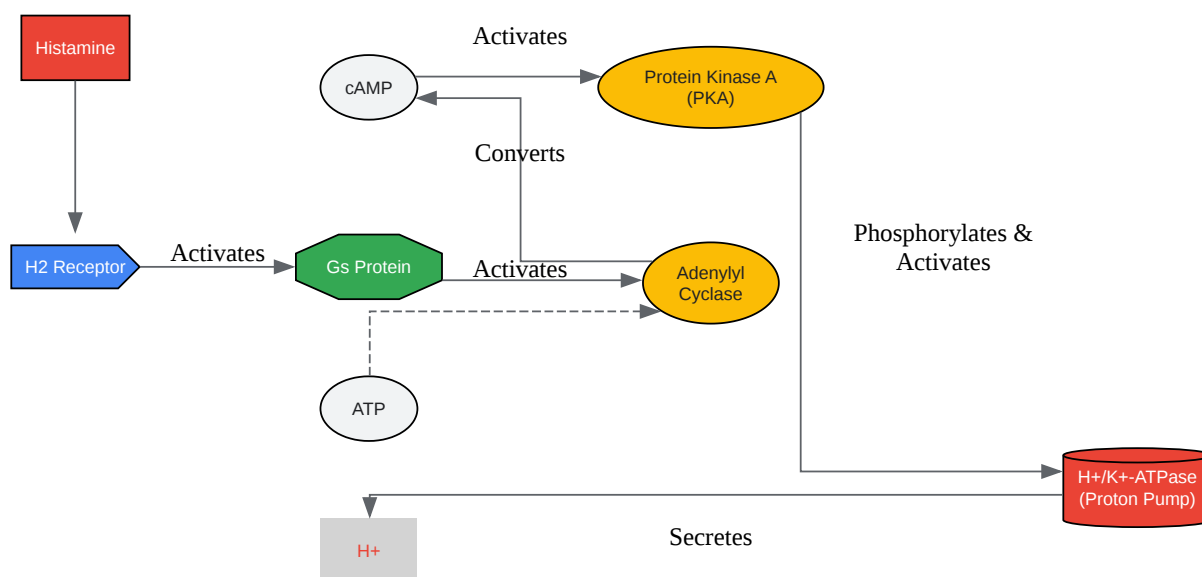 Histamine
Activates
cAMP
Protein Kinase A
(PKA)
Converts
Phosphorylates &
Activates
H2 Receptor
Activates
Gs Protein
Activates
Adenylyl
Cyclase
ATP
H+/K+-ATPase
(Proton Pump)
Secretes
H+